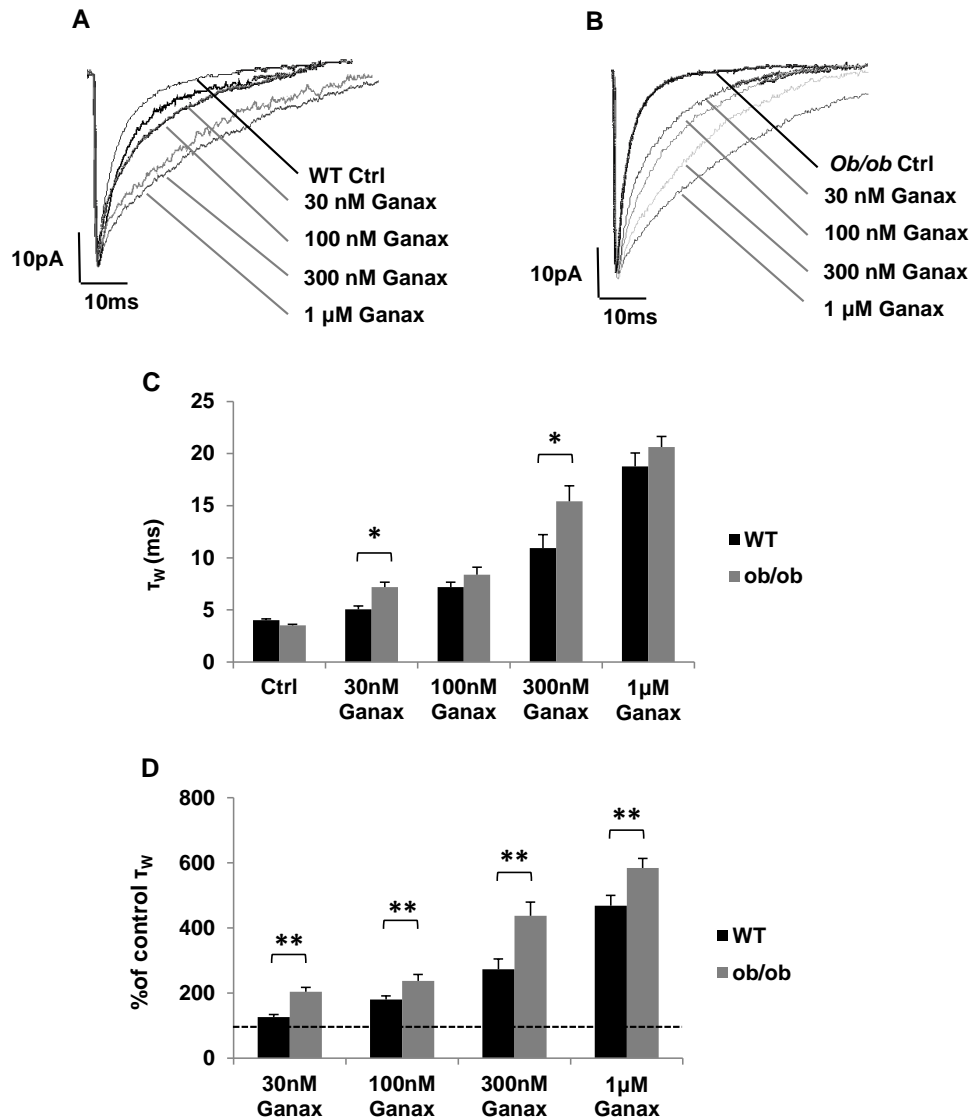 A
WT Ctrl
30 nM Ganax
100 nM Ganax
300 nM Ganax
1 µM Ganax
10pA
10ms
B
Ob/ob Ctrl
30 nM Ganax
100 nM Ganax
300 nM Ganax
1 µM Ganax
10pA
10ms
C
25
20
15
10
5
0
τw (ms)
*
*
WT
ob/ob
Ctrl
30nM Ganax
100nM Ganax
300nM Ganax
1µM Ganax
D
800
600
400
200
0
%of control τw
**
**
**
**
WT
ob/ob
30nM Ganax
100nM Ganax
300nM Ganax
1µM Ganax